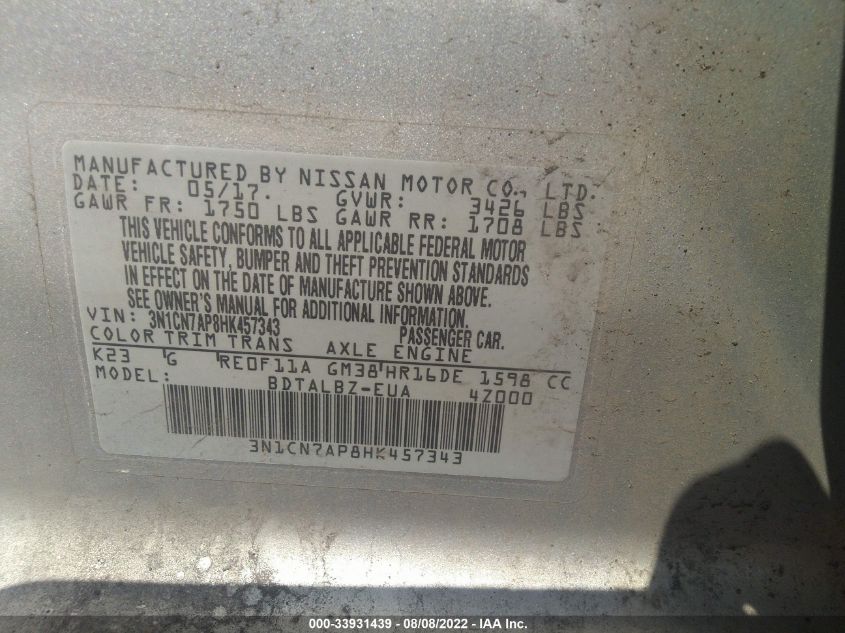 MANUFACTURED BY NISSAN MOTOR CO., LTD.
DATE: 05/17. GVWR: 3426 LBS
GAWR FR: 1750 LBS GAWR RR: 1708 LBS
THIS VEHICLE CONFORMS TO ALL APPLICABLE FEDERAL MOTOR
VEHICLE SAFETY, BUMPER AND THEFT PREVENTION STANDARDS
IN EFFECT ON THE DATE OF MANUFACTURE SHOWN ABOVE.
SEE OWNER'S MANUAL FOR ADDITIONAL INFORMATION.
VIN: 3N1CN7AP8HK457343 PASSENGER CAR.
COLOR TRIM TRANS AXLE ENGINE
K23 G RE0F11A GM38 HR16DE 1598 CC
MODEL: BDTALBZ-EUA 4Z000
3N1CN7AP8HK457343
000-33931439 - 08/08/2022 - IAA Inc.